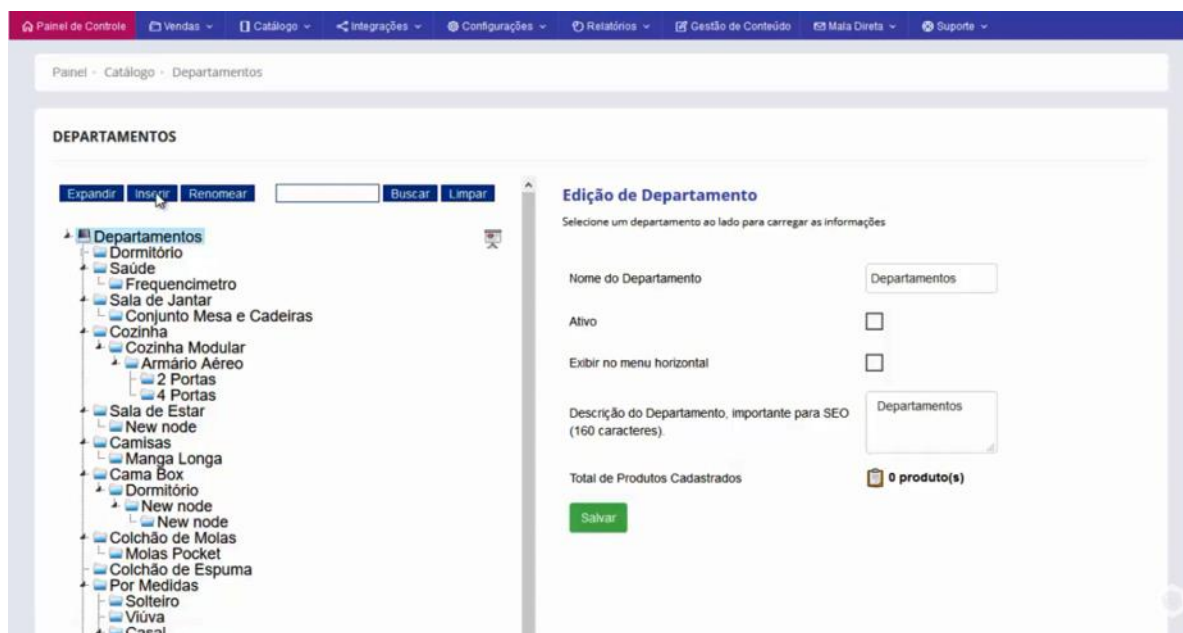 Painel de Controle Vendas Catálogo Integrações Configurações Relatórios Gestão de Conteúdo Mala Direta Suporte
Painel - Catálogo - Departamentos
DEPARTAMENTOS
Expandir Inserir Renomear Buscar Limpar
Departamentos
Dormitório
Saúde
Frequencimetro
Sala de Jantar
Conjunto Mesa e Cadeiras
Cozinha
Cozinha Modular
Armário Aéreo
2 Portas
4 Portas
Sala de Estar
New node
Camisas
Manga Longa
Cama Box
Dormitório
New node
New node
Colchão de Molas
Molas Pocket
Colchão de Espuma
Por Medidas
Solteiro
Viúva
Casal
Edição de Departamento
Selecione um departamento ao lado para carregar as informações
Nome do Departamento Departamentos
Ativo
Exibir no menu horizontal
Descrição do Departamento, importante para SEO
(160 caracteres).
Departamentos
Total de Produtos Cadastrados 0 produto(s)
Salvar